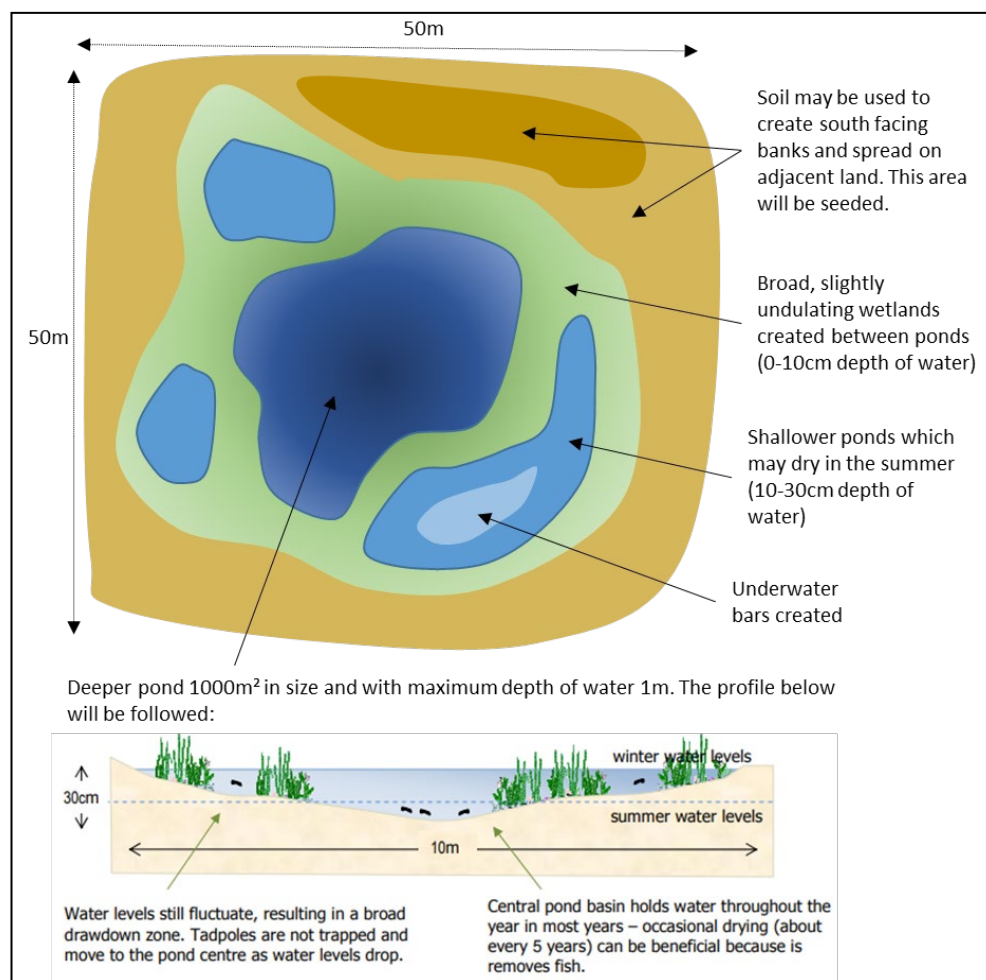 50m
50m
Soil may be used to
create south facing
banks and spread on
adjacent land. This area
will be seeded.
Broad, slightly
undulating wetlands
created between ponds
(0-10cm depth of water)
Shallower ponds which
may dry in the summer
(10-30cm depth of
water)
Underwater
bars created
Deeper pond 1000m² in size and with maximum depth of water 1m. The profile below
will be followed:
winter water levels
30cm
summer water levels
10m
Water levels still fluctuate, resulting in a broad
drawdown zone. Tadpoles are not trapped and
move to the pond centre as water levels drop.
Central pond basin holds water throughout the
year in most years – occasional drying (about
every 5 years) can be beneficial because is
removes fish.